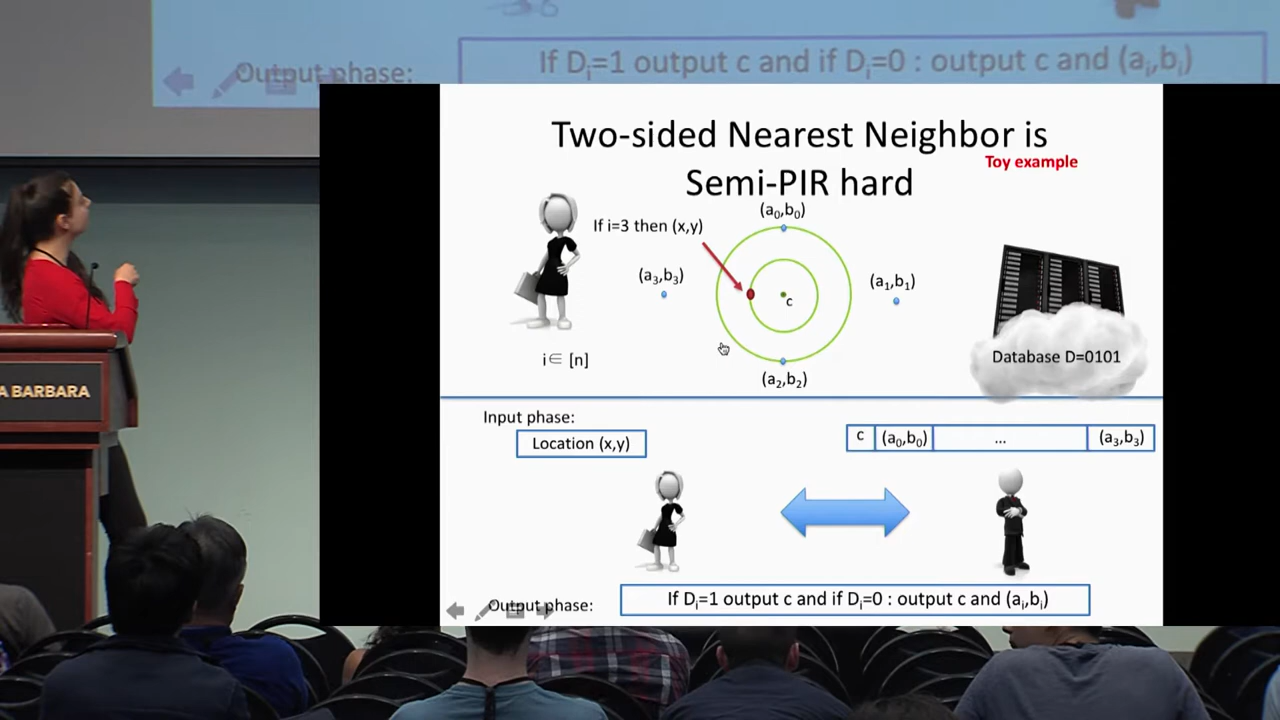 Output phase:
If Dᵢ=1 output c and if Dᵢ=0 : output c and (aᵢ,bᵢ)
Two-sided Nearest Neighbor is
Semi-PIR hard
Toy example
(a₀,b₀)
If i=3 then (x,y)
(a₃,b₃)
(a₁,b₁)
c
i∈ [n]
(a₂,b₂)
Database D=0101
A BARBARA
Input phase:
Location (x,y)
c (a₀,b₀) ... (a₃,b₃)
Output phase:
If Dᵢ=1 output c and if Dᵢ=0 : output c and (aᵢ,bᵢ)